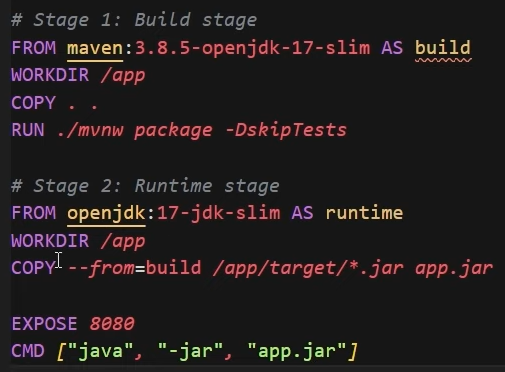 # Stage 1: Build stage
FROM maven:3.8.5-openjdk-17-slim AS build
WORKDIR /app
COPY . .
RUN ./mvnw package -DskipTests
# Stage 2: Runtime stage
FROM openjdk:17-jdk-slim AS runtime
WORKDIR /app
COPY --from=build /app/target/*.jar app.jar
EXPOSE 8080
CMD ["java", "-jar", "app.jar"]